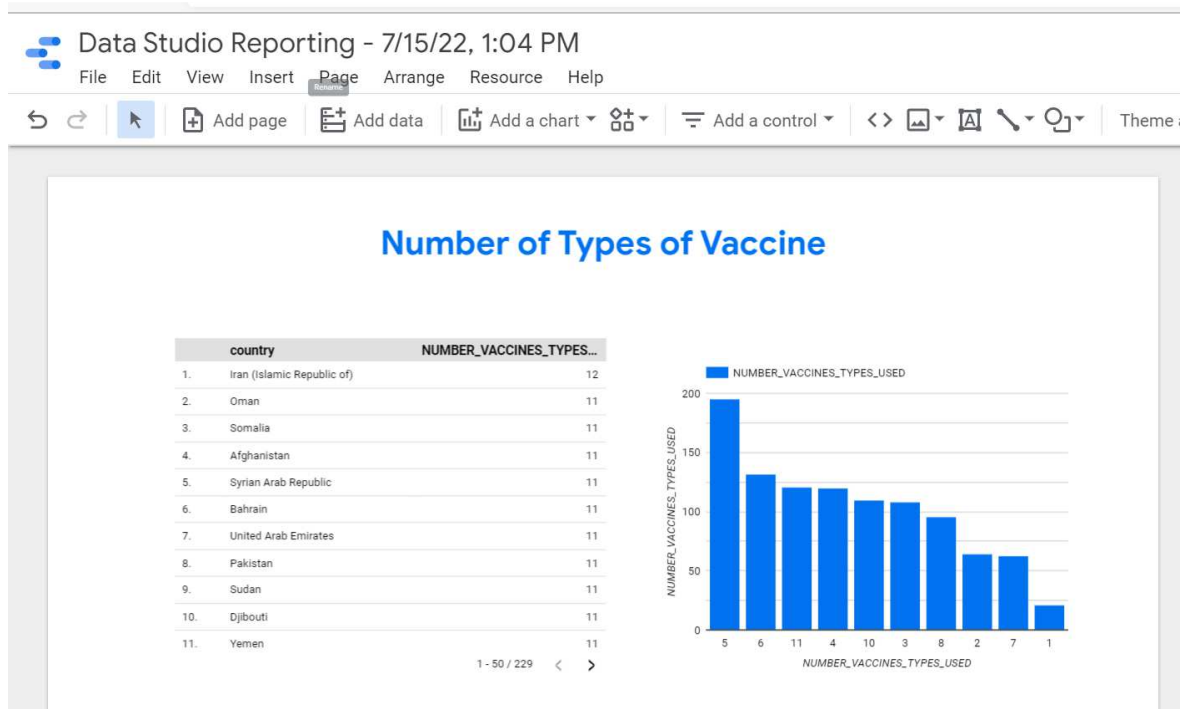 Data Studio Reporting - 7/15/22, 1:04 PM
File Edit View Insert Page Arrange Resource Help
Rename
Add page Add data Add a chart Add a control Theme
Number of Types of Vaccine
country NUMBER_VACCINES_TYPES...
1. Iran (Islamic Republic of) 12
2. Oman 11
3. Somalia 11
4. Afghanistan 11
5. Syrian Arab Republic 11
6. Bahrain 11
7. United Arab Emirates 11
8. Pakistan 11
9. Sudan 11
10. Djibouti 11
11. Yemen 11
1 - 50 / 229
NUMBER_VACCINES_TYPES_USED
200
150
100
50
0
NUMBER_VACCINES_TYPES_USED
5 6 11 4 10 3 8 2 7 1
NUMBER_VACCINES_TYPES_USED